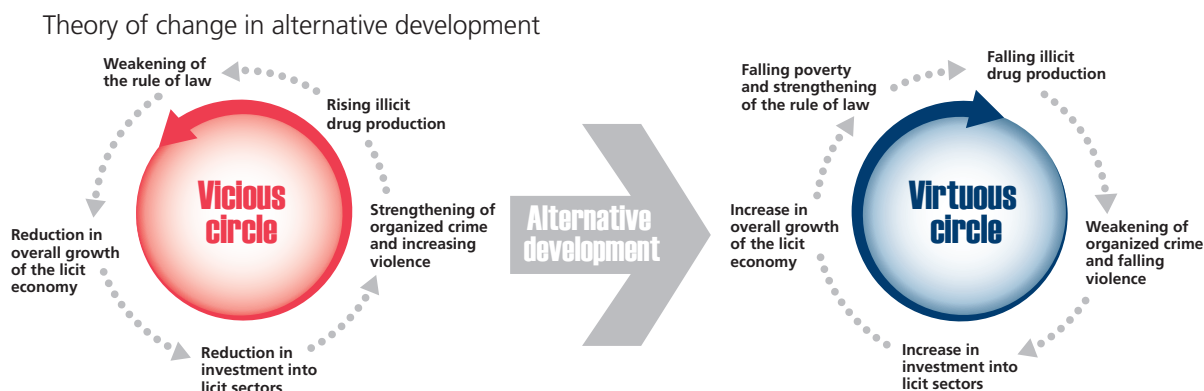 Theory of change in alternative development
Weakening of
the rule of law
Rising illicit
drug production
Vicious
circle
Strengthening of
organized crime
and increasing
violence
Reduction in
overall growth
of the licit
economy
Reduction in
investment into
licit sectors
Alternative
development
Falling poverty
and strengthening
of the rule of law
Falling illicit
drug production
Virtuous
circle
Increase in
overall growth
of the licit
economy
Weakening of
organized crime
and falling
violence
Increase in
investment into
licit sectors